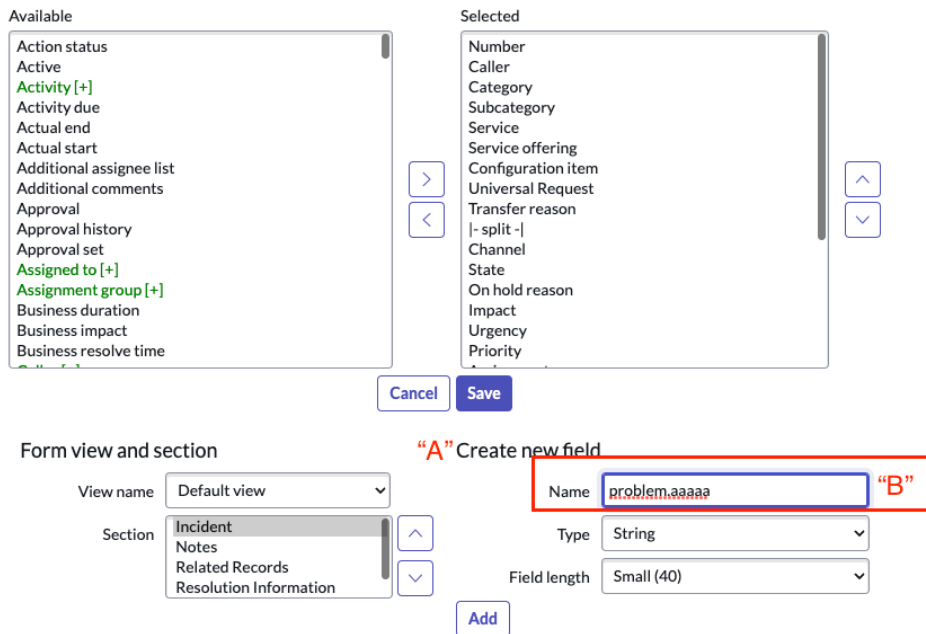 Available
Action status
Active
Activity [+]
Activity due
Actual end
Actual start
Additional assignee list
Additional comments
Approval
Approval history
Approval set
Assigned to [+]
Assignment group [+]
Business duration
Business impact
Business resolve time
Selected
Number
Caller
Category
Subcategory
Service
Service offering
Configuration item
Universal Request
Transfer reason
|- split -|
Channel
State
On hold reason
Impact
Urgency
Priority
Cancel
Save
Form view and section
View name
Default view
Section
Incident
Notes
Related Records
Resolution Information
“A” Create new field
Name
problem.aaaaa
“B”
Type
String
Field length
Small (40)
Add